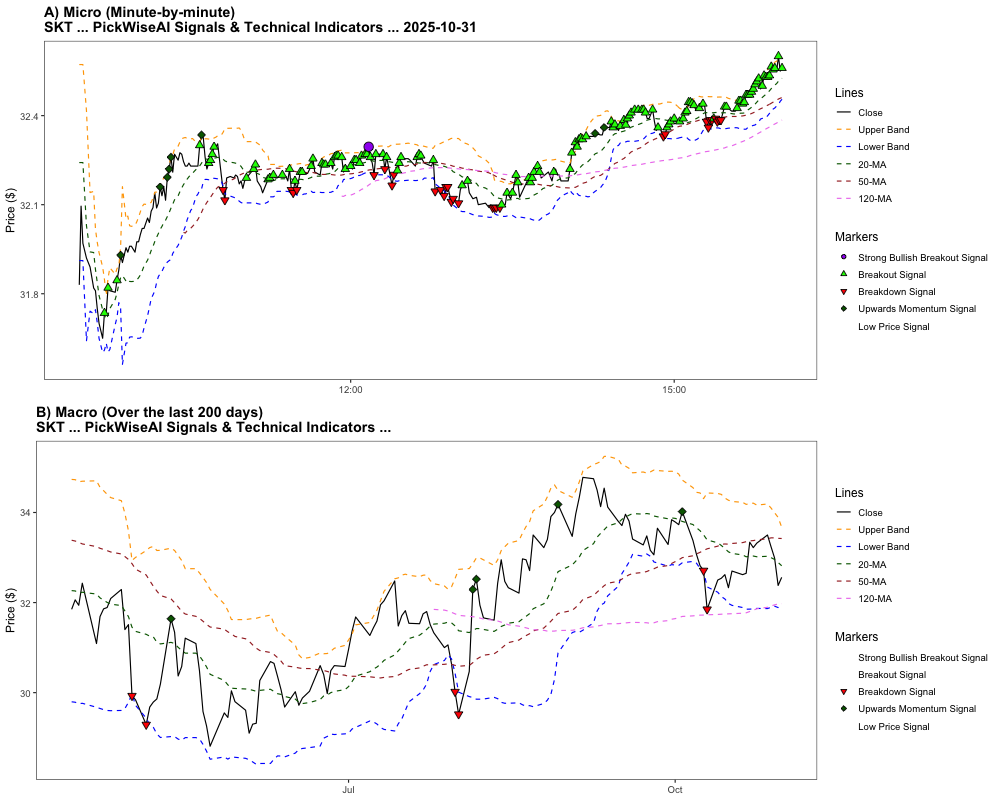 A) Micro (Minute-by-minute)
SKT ... PickWiseAI Signals & Technical Indicators ... 2025-10-31
Price ($)
32.4
32.1
31.8
12:00
15:00
Lines
Close
Upper Band
Lower Band
20-MA
50-MA
120-MA
Markers
Strong Bullish Breakout Signal
Breakout Signal
Breakdown Signal
Upwards Momentum Signal
Low Price Signal
B) Macro (Over the last 200 days)
SKT ... PickWiseAI Signals & Technical Indicators ...
Price ($)
34
32
30
Jul
Oct
Lines
Close
Upper Band
Lower Band
20-MA
50-MA
120-MA
Markers
Strong Bullish Breakout Signal
Breakout Signal
Breakdown Signal
Upwards Momentum Signal
Low Price Signal